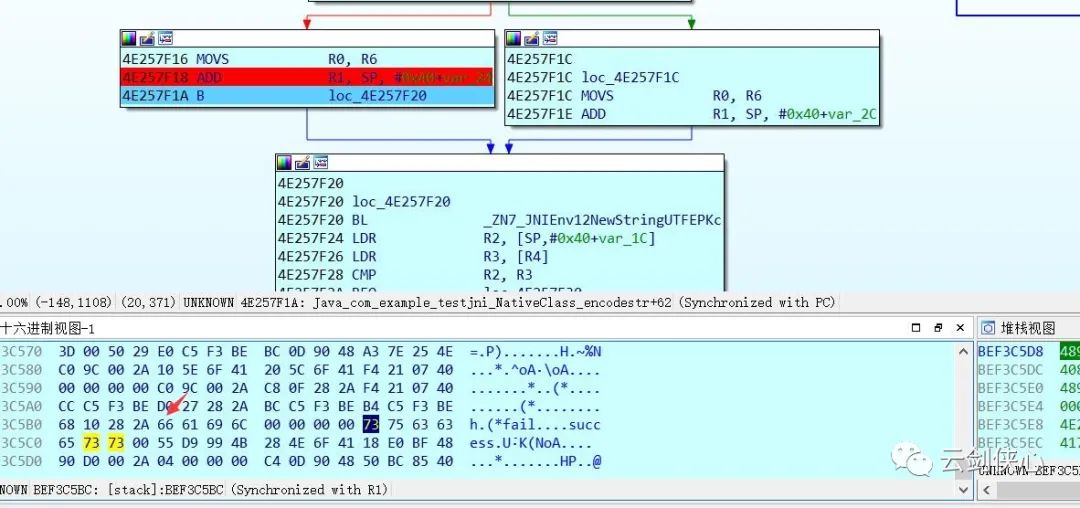 4E257F16 MOVS R0, R6
4E257F18 ADD R1, SP, #0x40+var_24
4E257F1A B loc_4E257F20
4E257F1C
4E257F1C loc_4E257F1C
4E257F1C MOVS R0, R6
4E257F1E ADD R1, SP, #0x40+var_2C
4E257F20
4E257F20 loc_4E257F20
4E257F20 BL _ZN7_JNIEnv12NewStringUTFEPKc
4E257F24 LDR R2, [SP,#0x40+var_1C]
4E257F26 LDR R3, [R4]
4E257F28 CMP R2, R3
.00% (-148,1108) (20,371) UNKNOWN 4E257F1A: Java_com_example_testjni_NativeClass_encodestr+62 (Synchronized with PC)
十六进制视图-1
3C570 3D 00 50 29 E0 C5 F3 BE BC 0D 90 48 A3 7E 25 4E =.P).......H.~%N
3C580 C0 9C 00 2A 10 5E 6F 41 20 5C 6F 41 F4 21 07 40 ...*.^oA·\oA....
3C590 00 00 00 00 C0 9C 00 2A C8 0F 28 2A F4 21 07 40 .......*..(*....
3C5A0 CC C5 F3 BE D0 27 28 2A BC C5 F3 BE B4 C5 F3 BE ......(*........
3C5B0 68 10 28 2A 66 61 69 6C 00 00 00 00 73 75 63 63 h.(*fail....succ
3C5C0 65 73 73 00 55 D9 99 4B 28 4E 6F 41 18 E0 BF 48 ess.U.K(NoA....
3C5D0 90 D0 00 2A 04 00 00 00 C4 0D 90 48 50 BC 85 40 ...*.......HP..@
NOWN BEF3C5BC: [stack]:BEF3C5BC (Synchronized with R1)
堆栈视图
BEF3C5D8 489
BEF3C5DC 408
BEF3C5E0 489
BEF3C5E4 000
BEF3C5E8 4E2
BEF3C5EC 417
UNKNOWN BEF3C5
云剑侠心